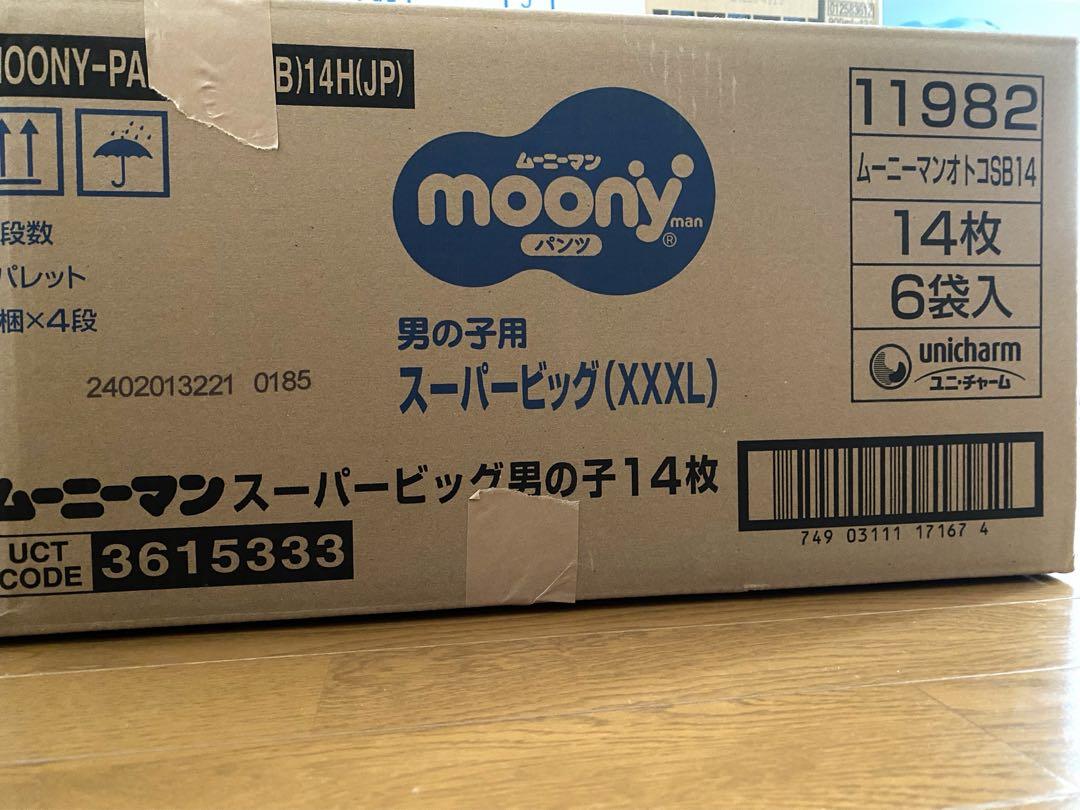 MOONY-PA B)14H(JP)
ムーニーマン
moony man
パンツ
®
男の子用
スーパービッグ(XXXL)
段数
パレット
梱×4段
2402013221 0185
ムーニーマンスーパービッグ男の子14枚
UCT CODE
3615333
11982
ムーニーマンオトコSB14
14枚
6袋入
unicharm
ユニ・チャーム
749 03111 17167 4